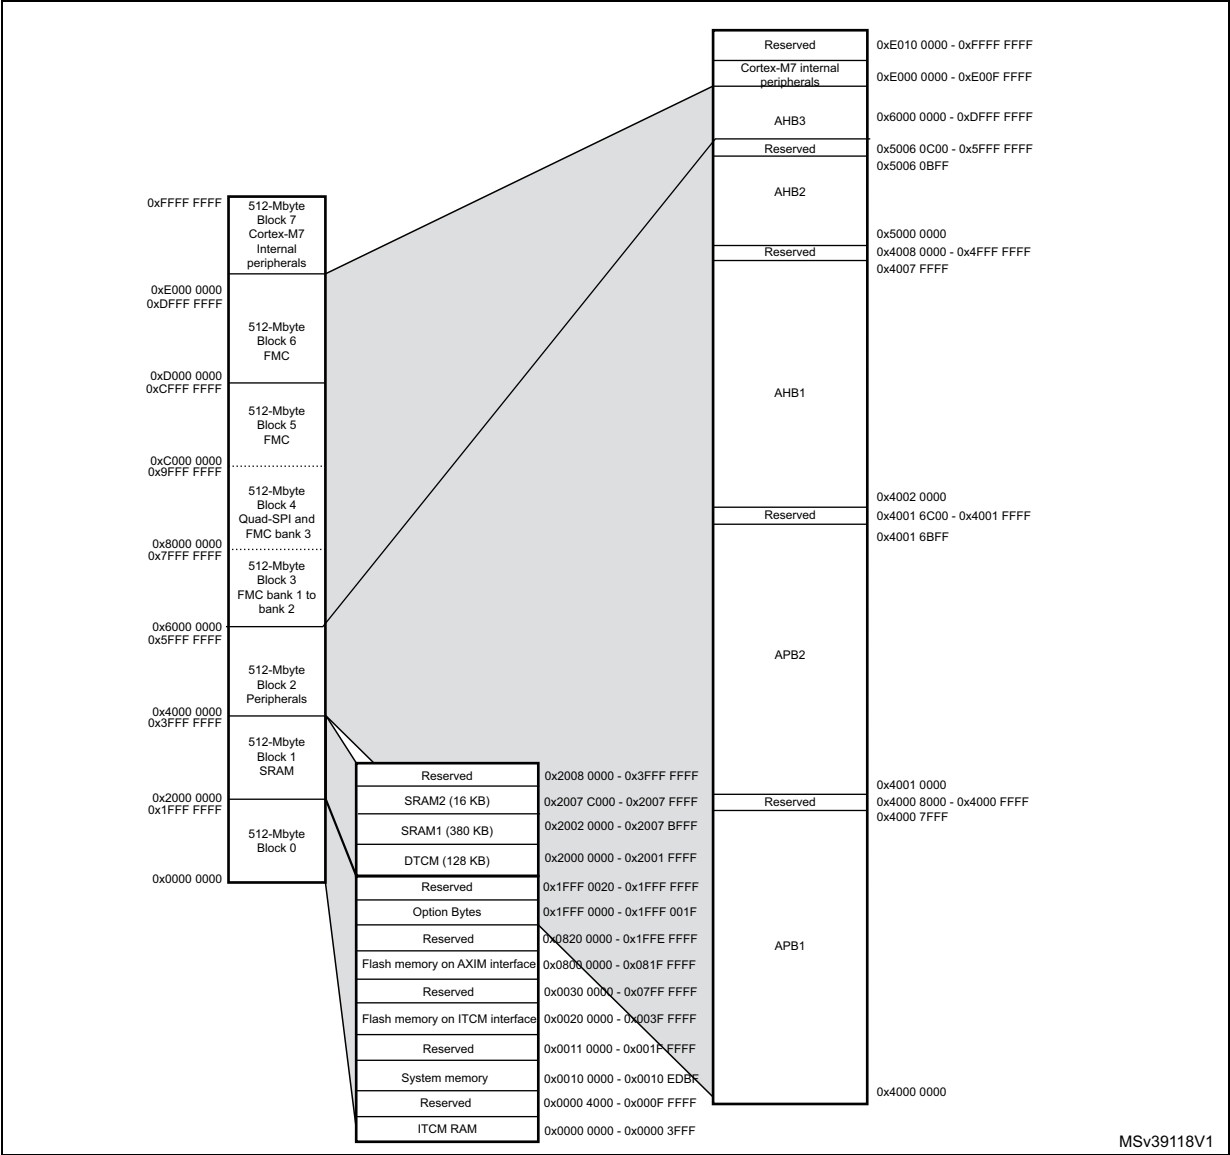 0xFFFF FFFF
512-Mbyte
Block 7
Cortex-M7
Internal
peripherals
0xE000 0000
0xDFFF FFFF
512-Mbyte
Block 6
FMC
0xD000 0000
0xCFFF FFFF
512-Mbyte
Block 5
FMC
0xC000 0000
0x9FFF FFFF
512-Mbyte
Block 4
Quad-SPI and
FMC bank 3
0x8000 0000
0x7FFF FFFF
512-Mbyte
Block 3
FMC bank 1 to
bank 2
0x6000 0000
0x5FFF FFFF
512-Mbyte
Block 2
Peripherals
0x4000 0000
0x3FFF FFFF
512-Mbyte
Block 1
SRAM
0x2000 0000
0x1FFF FFFF
512-Mbyte
Block 0
0x0000 0000
Reserved 0x2008 0000 - 0x3FFF FFFF
SRAM2 (16 KB) 0x2007 C000 - 0x2007 FFFF
SRAM1 (380 KB) 0x2002 0000 - 0x2007 BFFF
DTCM (128 KB) 0x2000 0000 - 0x2001 FFFF
Reserved 0x1FFF 0020 - 0x1FFF FFFF
Option Bytes 0x1FFF 0000 - 0x1FFF 001F
Reserved 0x0820 0000 - 0x1FFE FFFF
Flash memory on AXIM interface 0x0800 0000 - 0x081F FFFF
Reserved 0x0030 0000 - 0x07FF FFFF
Flash memory on ITCM interface 0x0020 0000 - 0x003F FFFF
Reserved 0x0011 0000 - 0x001F FFFF
System memory 0x0010 0000 - 0x0010 EDBF
Reserved 0x0000 4000 - 0x000F FFFF
ITCM RAM 0x0000 0000 - 0x0000 3FFF
Reserved 0xE010 0000 - 0xFFFF FFFF
Cortex-M7 internal
peripherals 0xE000 0000 - 0xE00F FFFF
AHB3 0x6000 0000 - 0xDFFF FFFF
Reserved 0x5006 0C00 - 0x5FFF FFFF
0x5006 0BFF
AHB2
0x5000 0000
Reserved 0x4008 0000 - 0x4FFF FFFF
0x4007 FFFF
AHB1
0x4002 0000
Reserved 0x4001 6C00 - 0x4001 FFFF
0x4001 6BFF
APB2
0x4001 0000
Reserved 0x4000 8000 - 0x4000 FFFF
0x4000 7FFF
APB1
0x4000 0000
MSv39118V1